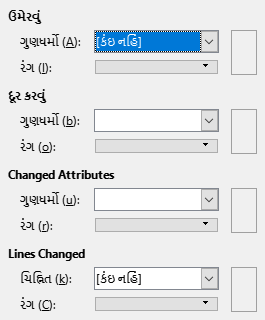 ઉમેરવું
ગુણધર્મો (A): [કંઇ નહિં]
રંગ (l):
દૂર કરવું
ગુણધર્મો (b):
રંગ (o):
Changed Attributes
ગુણધર્મો (u):
રંગ (r):
Lines Changed
ચિહ્નિત (k): [કંઇ નહિં]
રંગ (C):